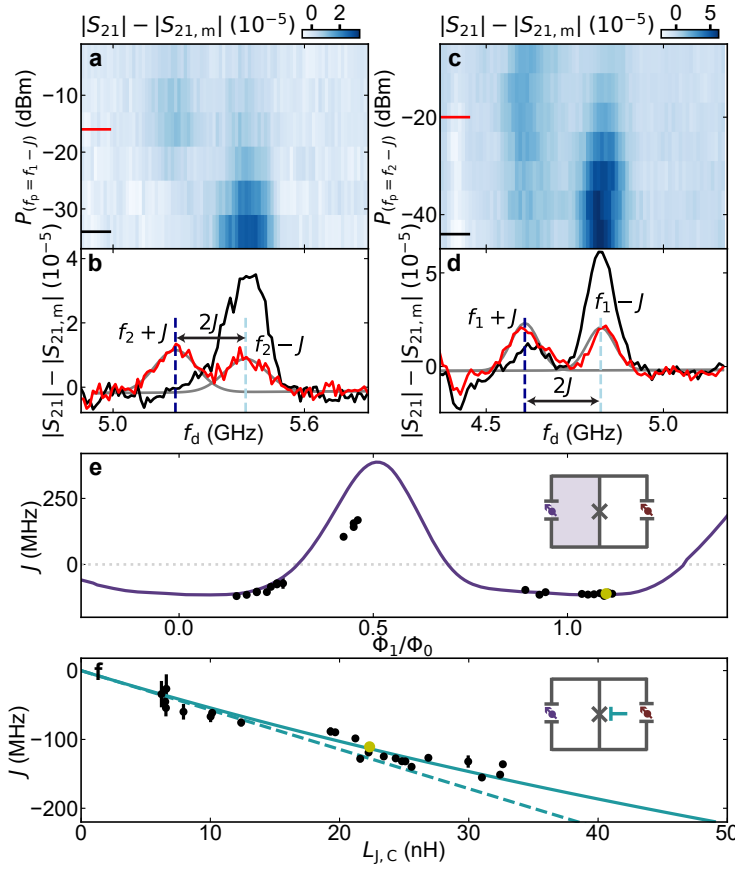 |S21| − |S21, m| (10−5) 0 2
|S21| − |S21, m| (10−5) 0 5
a
−10
−20
−30
P(fp = f1 − J) (dBm)
c
−20
−40
P(fp = f2 − J) (dBm)
b
4
2
0
|S21| − |S21, m| (10−5)
f2 + J
2J
f2 − J
5.0 5.6
fd (GHz)
d
5
0
|S21| − |S21, m| (10−5)
f1 + J
f1 − J
2J
4.5 5.0
fd (GHz)
e
250
0
J (MHz)
0.0 0.5 1.0
Φ1/Φ0
f
0
−100
−200
J (MHz)
0 10 20 30 40 50
LJ, C (nH)